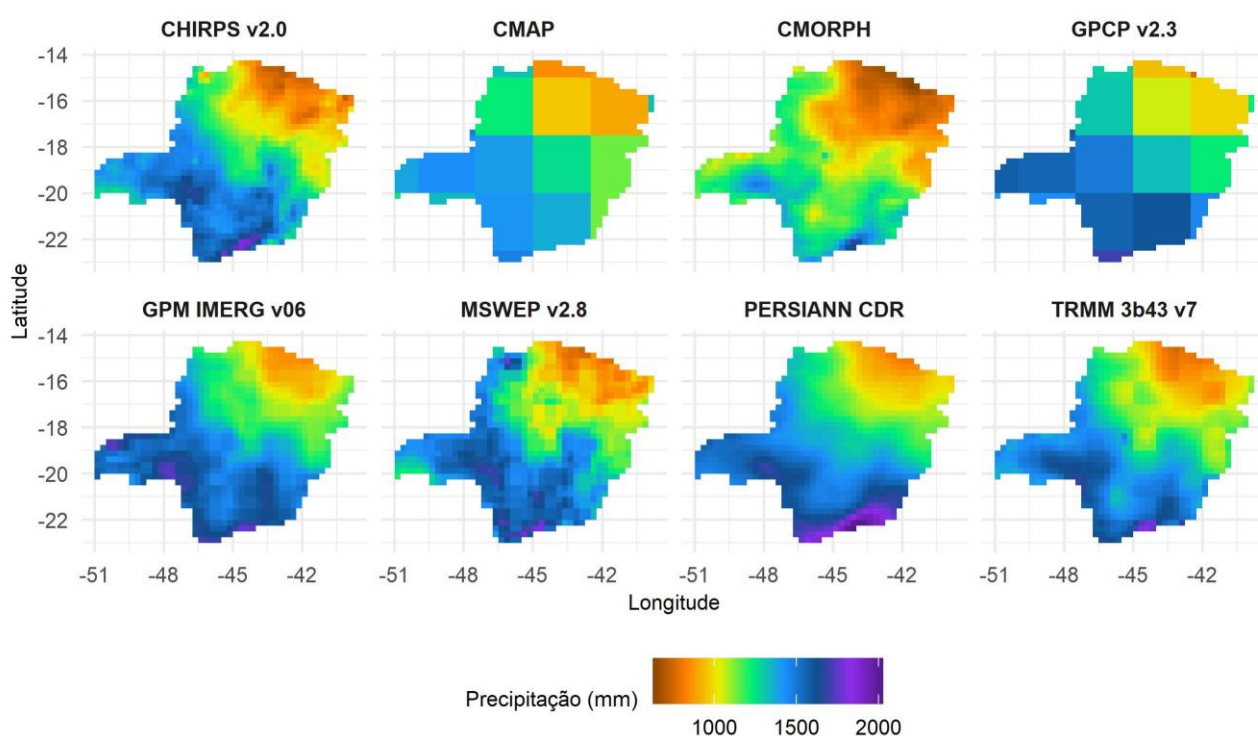 CHIRPS v2.0 CMAP CMORPH GPCP v2.3
-14
-16
-18
-20
-22
GPM IMERG v06 MSWEP v2.8 PERSIANN CDR TRMM 3b43 v7
-14
-16
-18
-20
-22
Latitude
-51 -48 -45 -42 -51 -48 -45 -42 -51 -48 -45 -42 -51 -48 -45 -42
Longitude
Precipitação (mm)
1000 1500 2000